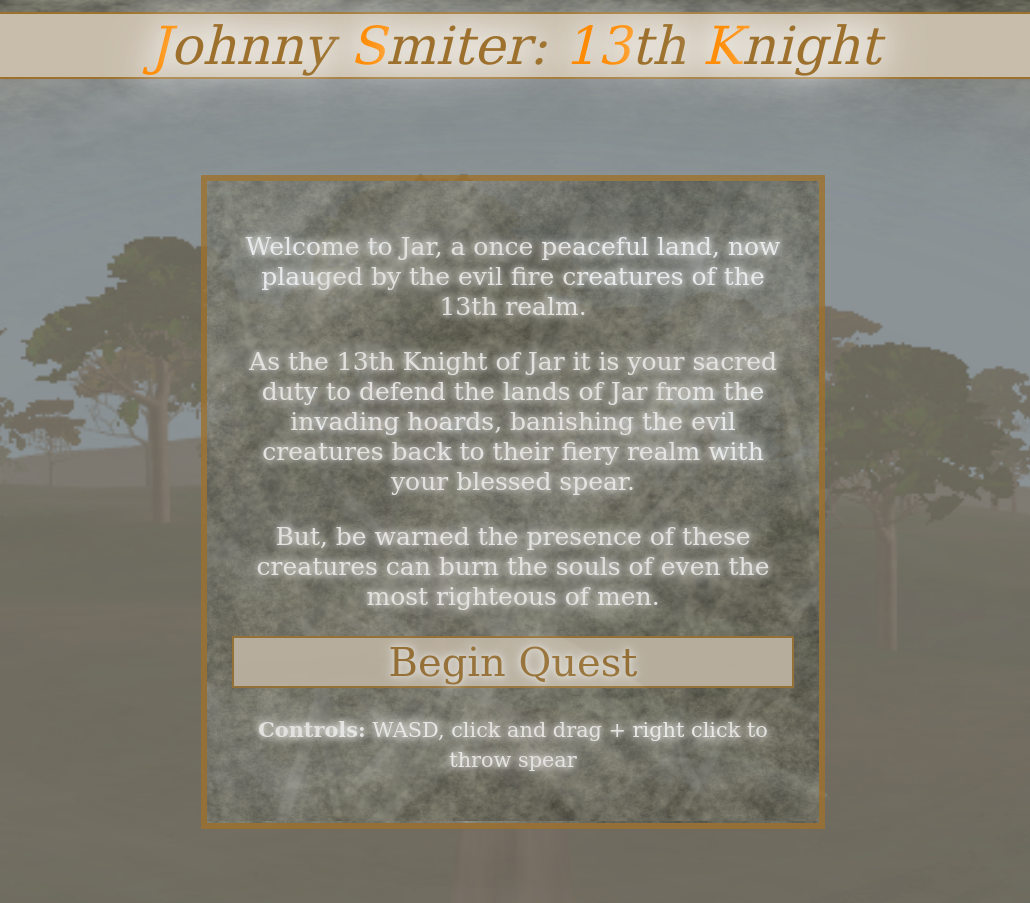 Johnny Smiter: 13th Knight
Welcome to Jar, a once peaceful land, now
plauged by the evil fire creatures of the
13th realm.
As the 13th Knight of Jar it is your sacred
duty to defend the lands of Jar from the
invading hoards, banishing the evil
creatures back to their fiery realm with
your blessed spear.
But, be warned the presence of these
creatures can burn the souls of even the
most righteous of men.
Begin Quest
Controls: WASD, click and drag + right click to
throw spear